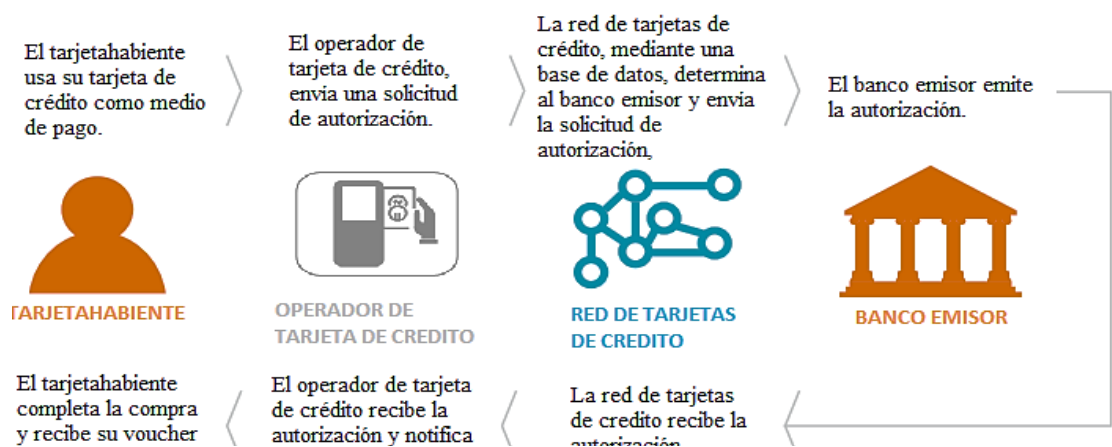 El tarjetahabiente
usa su tarjeta de
crédito como medio
de pago.
El operador de
tarjeta de crédito,
envía una solicitud
de autorización.
La red de tarjetas de
crédito, mediante una
base de datos, determina
al banco emisor y envía
la solicitud de
autorización,
El banco emisor emite
la autorización.
TARJETAHABIENTE
OPERADOR DE
TARJETA DE CREDITO
RED DE TARJETAS
DE CREDITO
BANCO EMISOR
El tarjetahabiente
completa la compra
y recibe su voucher
El operador de tarjeta
de crédito recibe la
autorización y notifica
La red de tarjetas
de credito recibe la
autorización